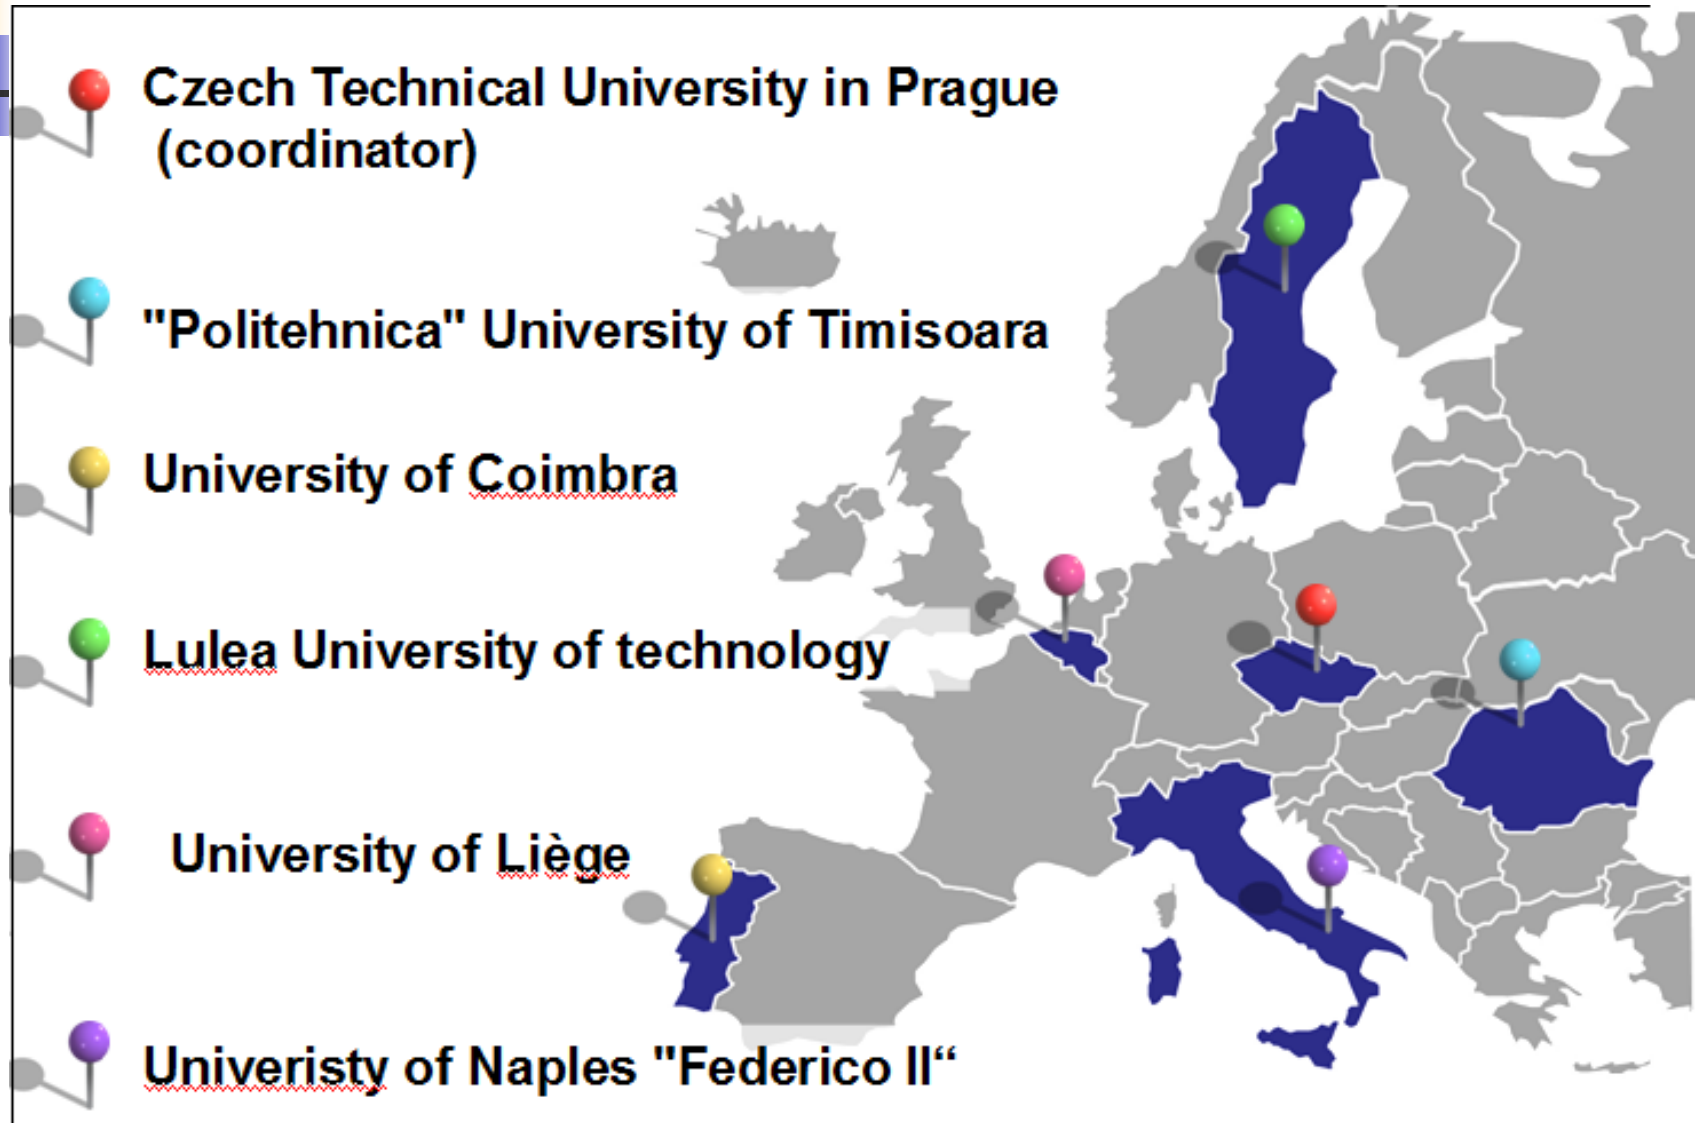 Czech Technical University in Prague
(coordinator)
"Politehnica" University of Timisoara
University of Coimbra
Lulea University of technology
University of Liège
Univeristy of Naples "Federico II“